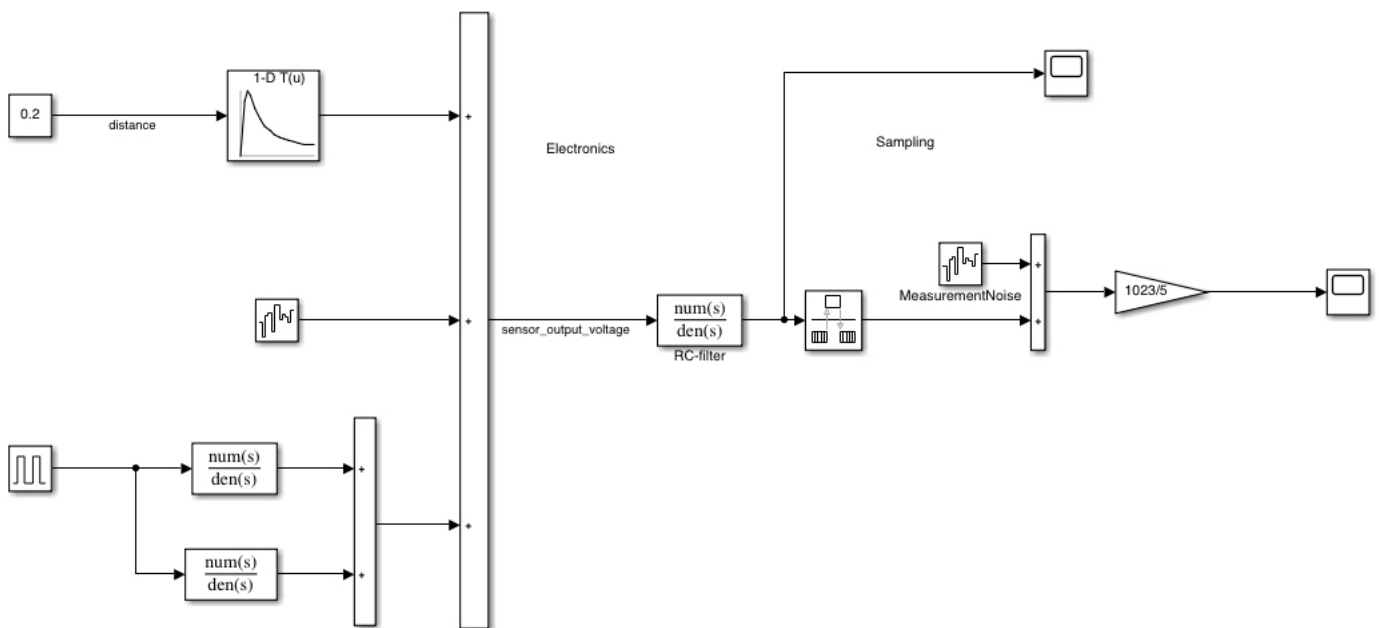 1-D T(u)
0.2
distance
+
Electronics
Sampling
MeasurementNoise
+
1023/5
+
sensor_output_voltage
num(s)
den(s)
RC-filter
+
num(s)
den(s)
+
+
num(s)
den(s)
+